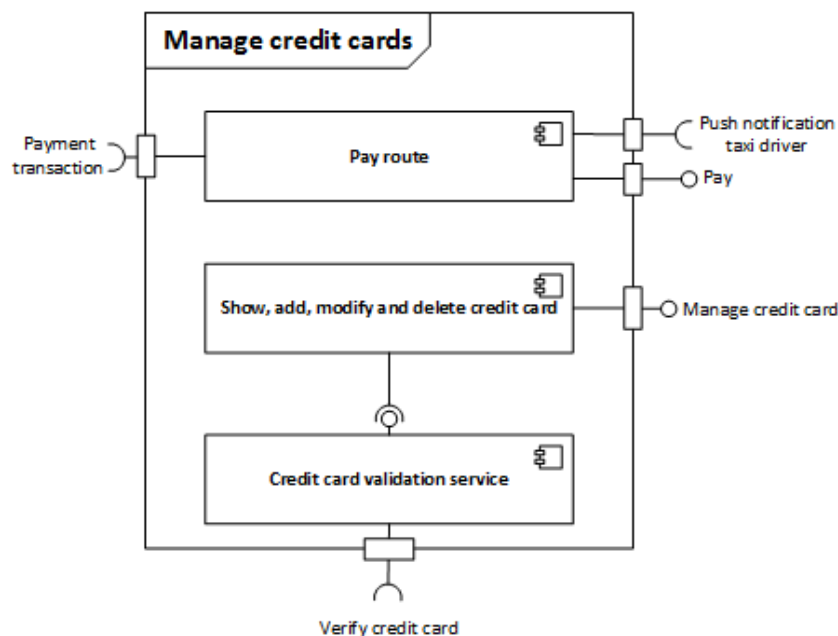 Manage credit cards
Payment
transaction
Pay route
Push notification
taxi driver
Pay
Show, add, modify and delete credit card
Manage credit card
Credit card validation service
Verify credit card